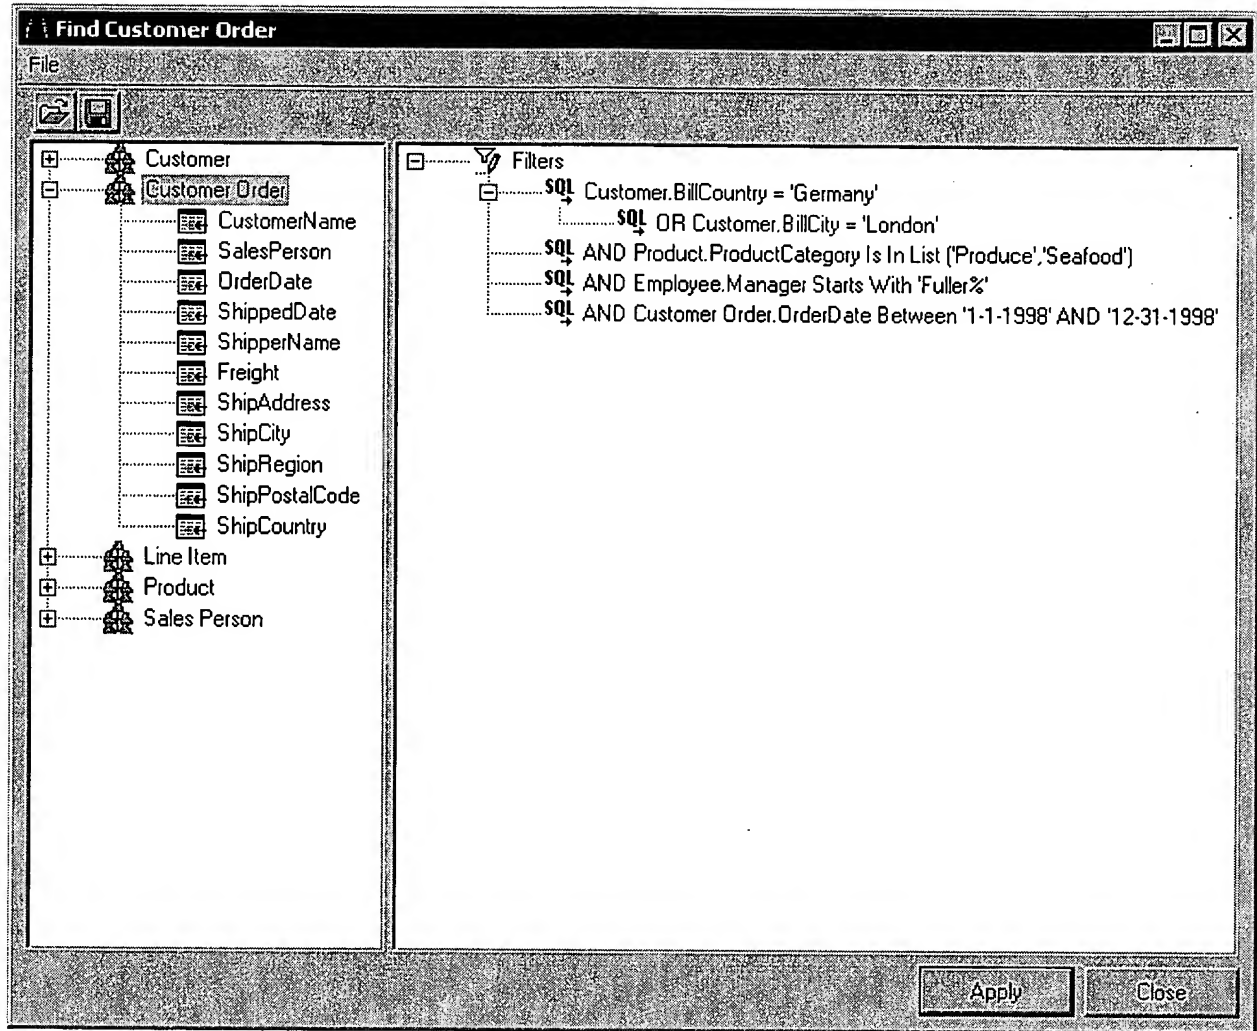 Find Customer Order
File
Customer
Customer Order
CustomerName
SalesPerson
OrderDate
ShippedDate
ShipperName
Freight
ShipAddress
ShipCity
ShipRegion
ShipPostalCode
ShipCountry
Line Item
Product
Sales Person
Filters
SQL Customer.BillCountry = 'Germany'
SQL OR Customer.BillCity = 'London'
SQL AND Product.ProductCategory Is In List ('Produce','Seafood')
SQL AND Employee.Manager Starts With 'Fuller%'
SQL AND Customer Order.OrderDate Between '1-1-1998' AND '12-31-1998'
Apply
Close